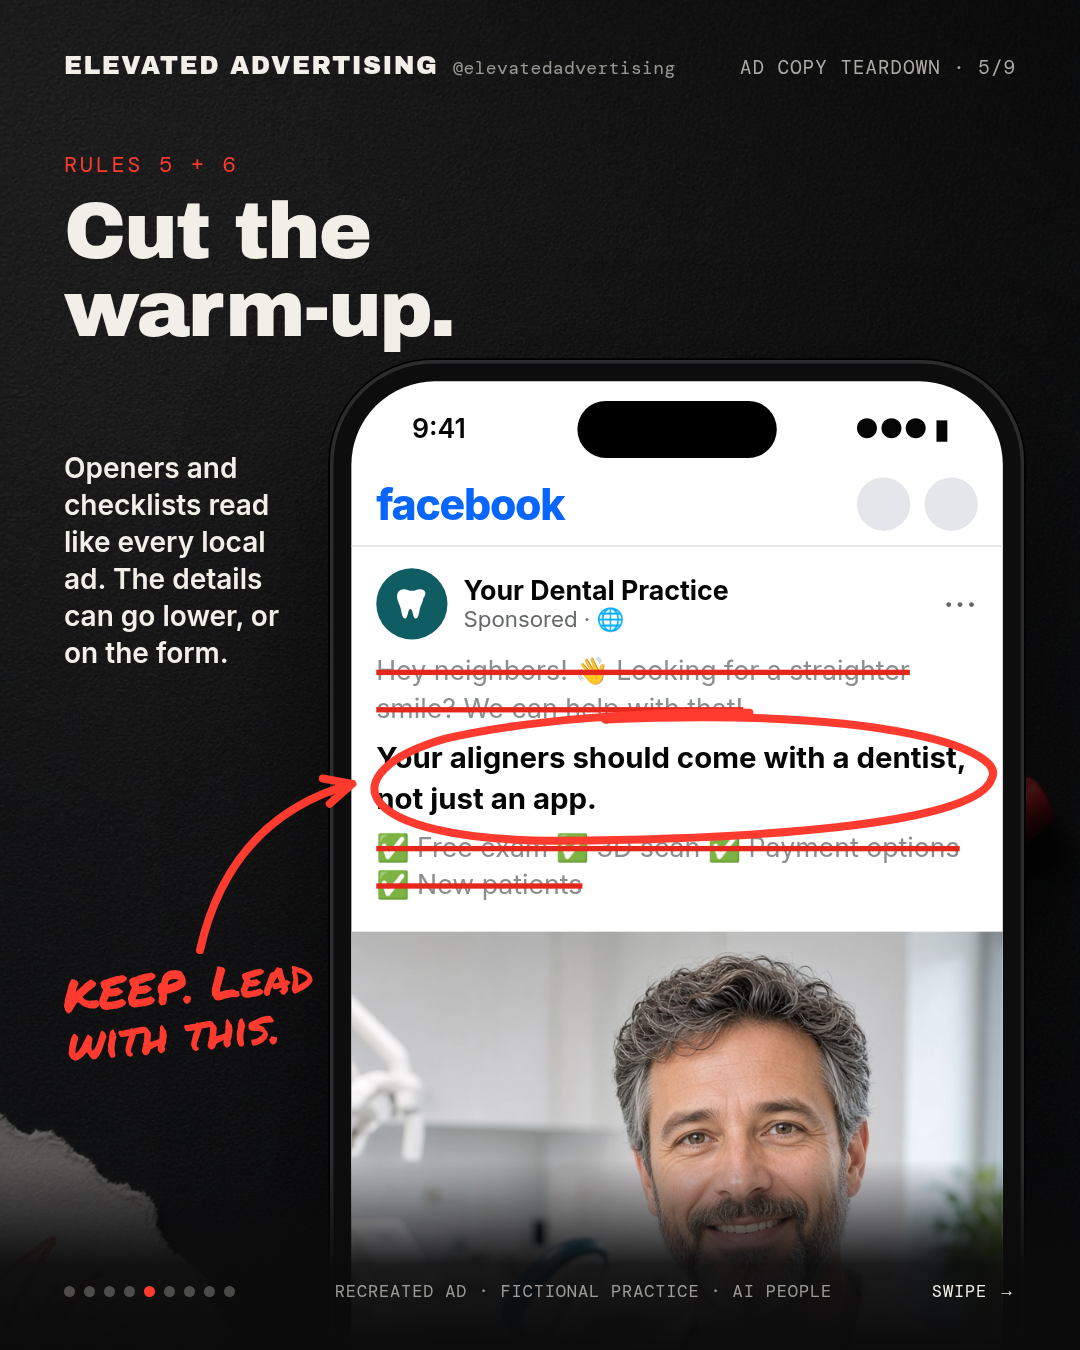 ELEVATED ADVERTISING @elevatedadvertising AD COPY TEARDOWN · 5/9
RULES 5 + 6
Cut the
warm-up.
Openers and
checklists read
like every local
ad. The details
can go lower, or
on the form.
9:41
facebook
Your Dental Practice
Sponsored ·
Hey neighbors! 👋 Looking for a straighter
smile? We can help with that!
Your aligners should come with a dentist,
not just an app.
✅ Free exam ✅ 3D scan ✅ Payment options
✅ New patients
KEEP. LEAD
WITH THIS.
RECREATED AD · FICTIONAL PRACTICE · AI PEOPLE
SWIPE →